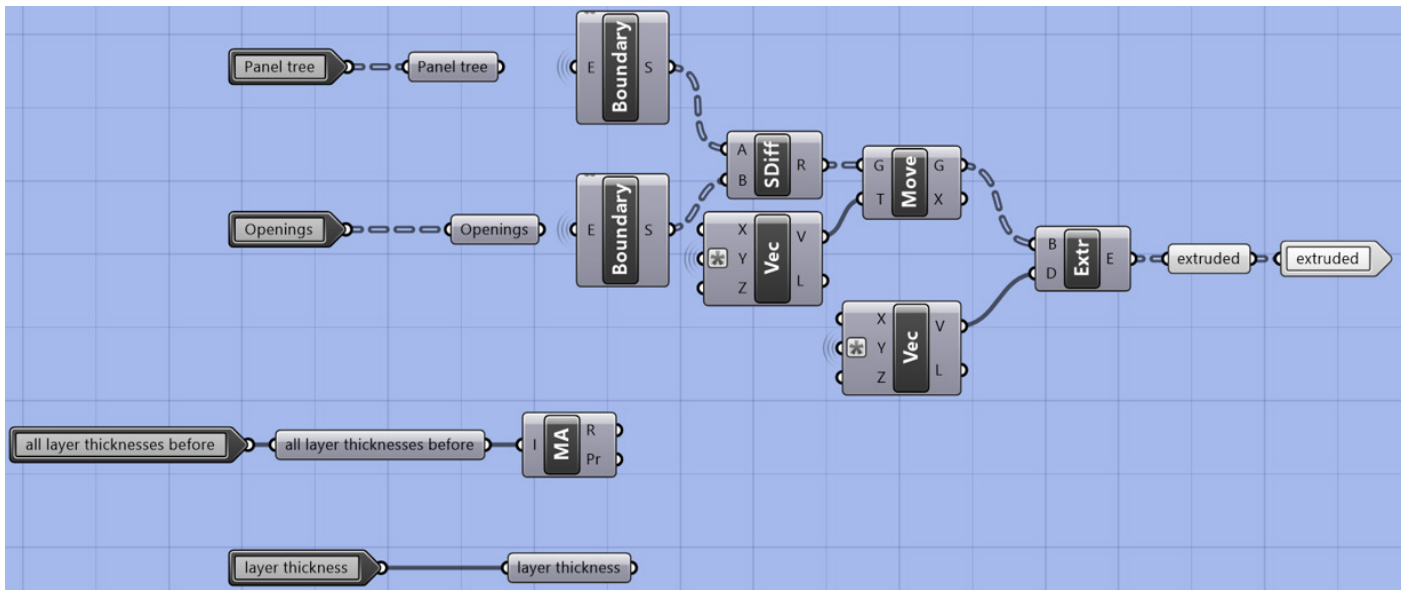 Panel tree
Panel tree
E
Boundary
S
A
B
SDiff
R
G
T
Move
G
X
Openings
Openings
E
Boundary
S
X
Y
Z
Vec
V
L
B
D
Extr
E
extruded
extruded
X
Y
Z
Vec
V
L
all layer thicknesses before
all layer thicknesses before
I
MA
R
Pr
layer thickness
layer thickness